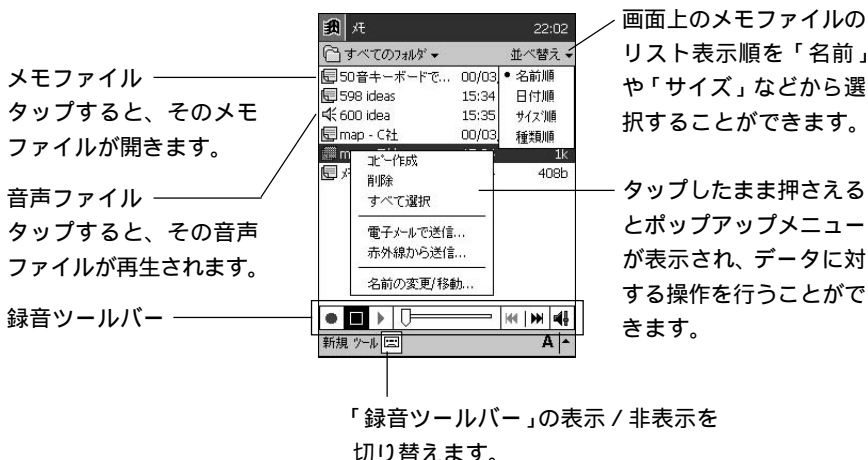 メモファイル
タップすると、そのメモ
ファイルが開きます。
音声ファイル
タップすると、その音声
ファイルが再生されます。
録音ツールバー
メモ 22:02
すべてのフォルダ 並べ替え
50音キーボードで... 00/03
598 ideas 15:34
600 idea 15:35
map - C社 00/03
1k
408b
名前順
日付順
サイズ順
種類順
コピー作成
削除
すべて選択
電子メールで送信...
赤外線から送信...
名前の変更/移動...
新規 ツール A
画面上のメモファイルの
リスト表示順を「名前」
や「サイズ」などから選
択することができます。
タップしたまま押さえる
とポップアップメニュー
が表示され、データに対
する操作を行うことがで
きます。
「録音ツールバー」の表示 / 非表示を
切り替えます。